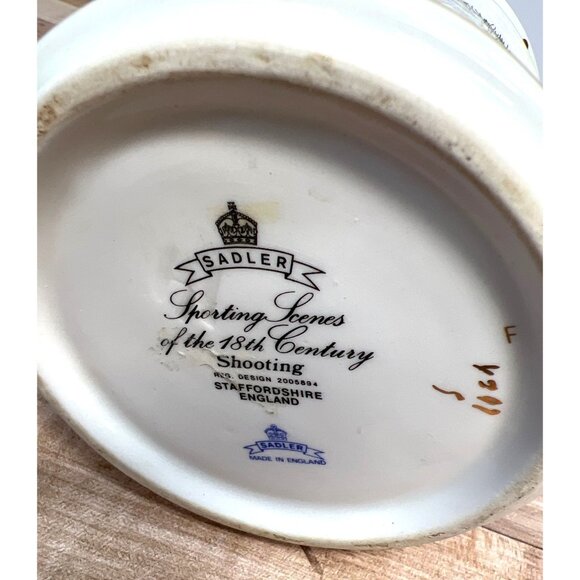 SADLER
Sporting Scenes
of the 18th Century
Shooting
REG. DESIGN 2005894
STAFFORDSHIRE
ENGLAND
SADLER
MADE IN ENGLAND
F